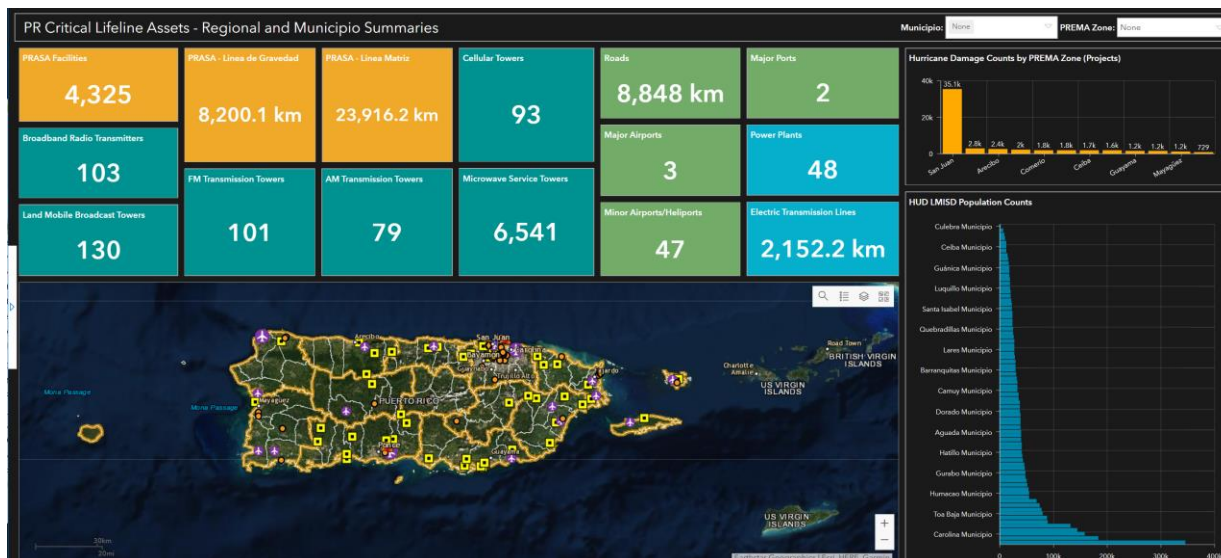 PR Critical Lifeline Assets - Regional and Municipio Summaries
Municipio: None
PREMA Zone: None
PRASA Facilities
4,325
PRASA - Linea de Gravedad
8,200.1 km
PRASA - Linea Matriz
23,916.2 km
Cellular Towers
93
Roads
8,848 km
Major Ports
2
Broadband Radio Transmitters
103
Major Airports
3
Power Plants
48
FM Transmission Towers
101
AM Transmission Towers
79
Microwave Service Towers
6,541
Land Mobile Broadcast Towers
130
Minor Airports/Heliports
47
Electric Transmission Lines
2,152.2 km
Hurricane Damage Counts by PREMA Zone (Projects)
40k
20k
0
35.1k
2.8k
2.4k
2k
1.8k
1.8k
1.7k
1.6k
1.2k
1.2k
1.2k
729
San Juan
Arecibo
Comerio
Ceiba
Guayama
Mayagüez
HUD LMISD Population Counts
Culebra Municipio
Ceiba Municipio
Guánica Municipio
Luquillo Municipio
Santa Isabel Municipio
Quebradillas Municipio
Lares Municipio
Barranquitas Municipio
Camuy Municipio
Dorado Municipio
Aguada Municipio
Hatillo Municipio
Gurabo Municipio
Humacao Municipio
Toa Baja Municipio
Carolina Municipio
0
100k
200k
300k
Mona Passage
Mona Passage
Arecibo
San Juan
Bayamón
Carolina
Trujillo Alto
Mayagüez
PUERTO RICO
Ponce
Guayama
Charlotte
Amalie
Road Town
BRITISH VIRGIN
ISLANDS
US VIRGIN
ISLANDS
US VIRGIN
ISLANDS
+
−
30km
20mi